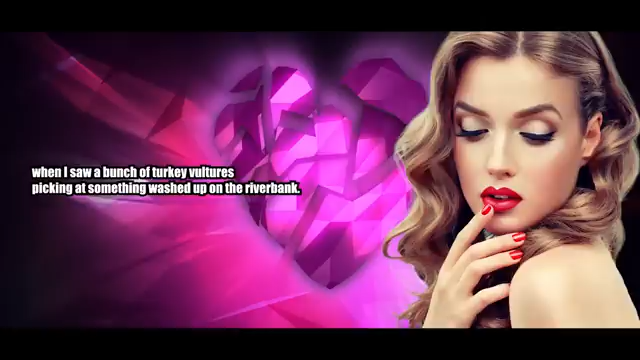 when I saw a bunch of turkey vultures
picking at something washed up on the riverbank.